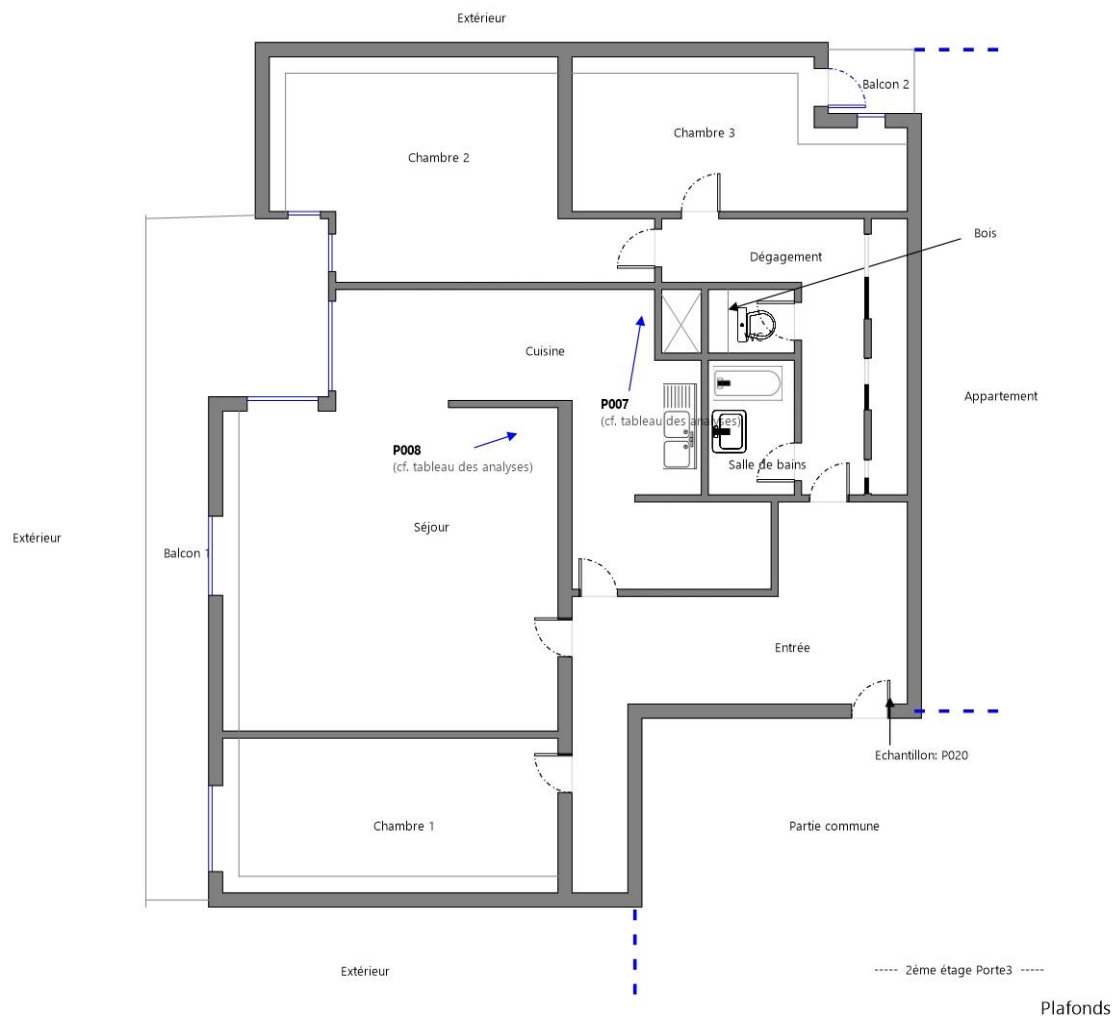 Extérieur
Balcon 2
Chambre 3
Chambre 2
Bois
Dégagement
WC
Cuisine
Appartement
P007
(cf. tableau des analyses)
P008
(cf. tableau des analyses)
Salle de bains
Séjour
Extérieur
Balcon 1
Entrée
Echantillon: P020
Chambre 1
Partie commune
Extérieur
----- 2ème étage Porte3 -----
Plafonds